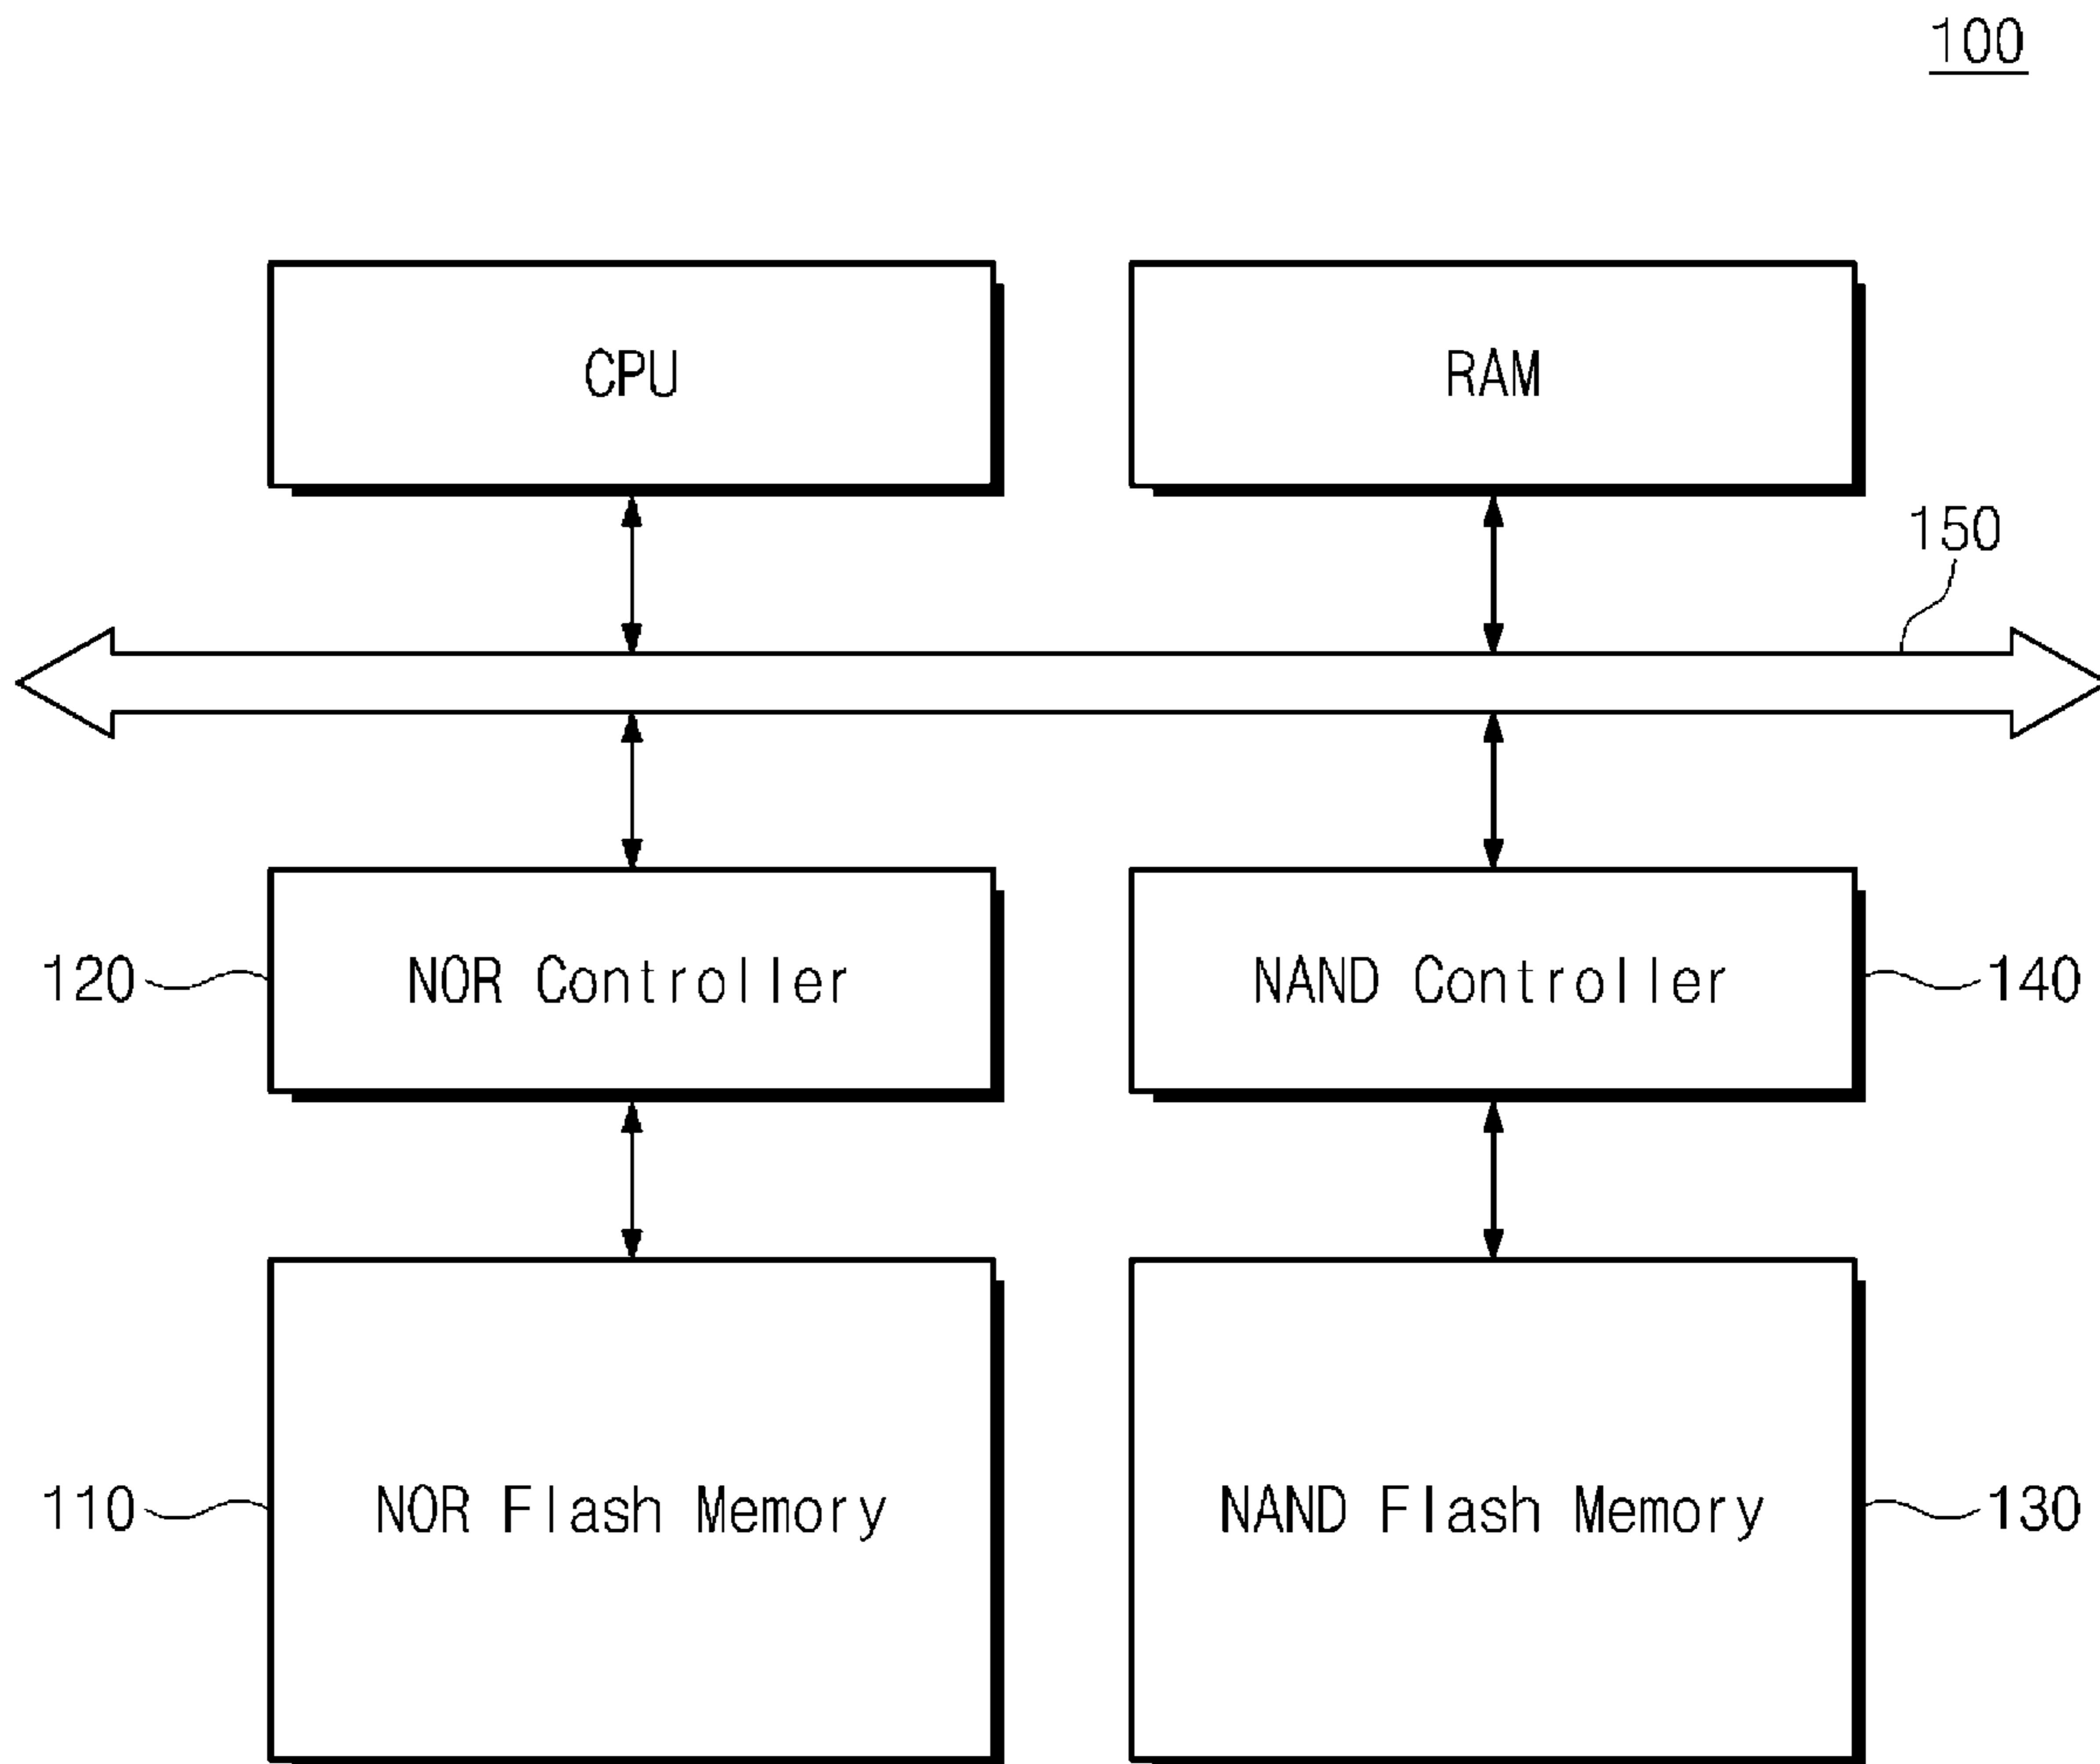 100
CPU
RAM
150
120
NOR Controller
NAND Controller
140
110
NOR Flash Memory
NAND Flash Memory
130